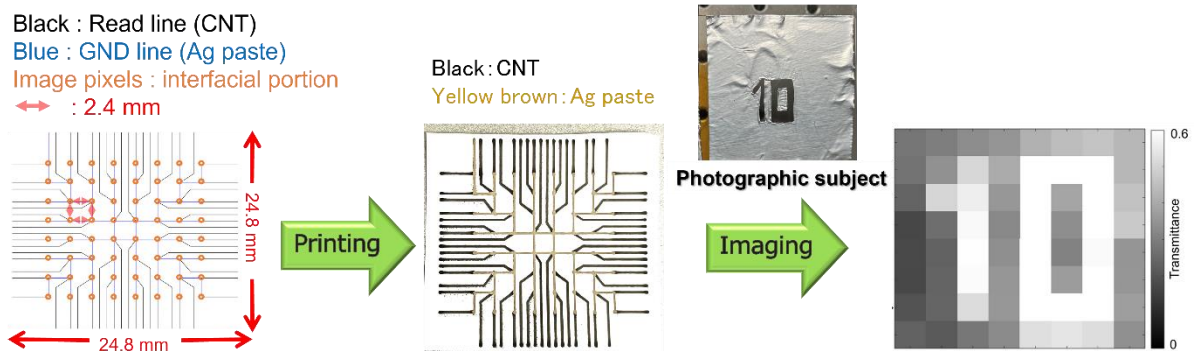 Black : Read line (CNT)
Blue : GND line (Ag paste)
Image pixels : interfacial portion
: 2.4 mm
24.8 mm
24.8 mm
Printing
Black：CNT
Yellow brown：Ag paste
Photographic subject
Imaging
10
0.6
Transmittance
0